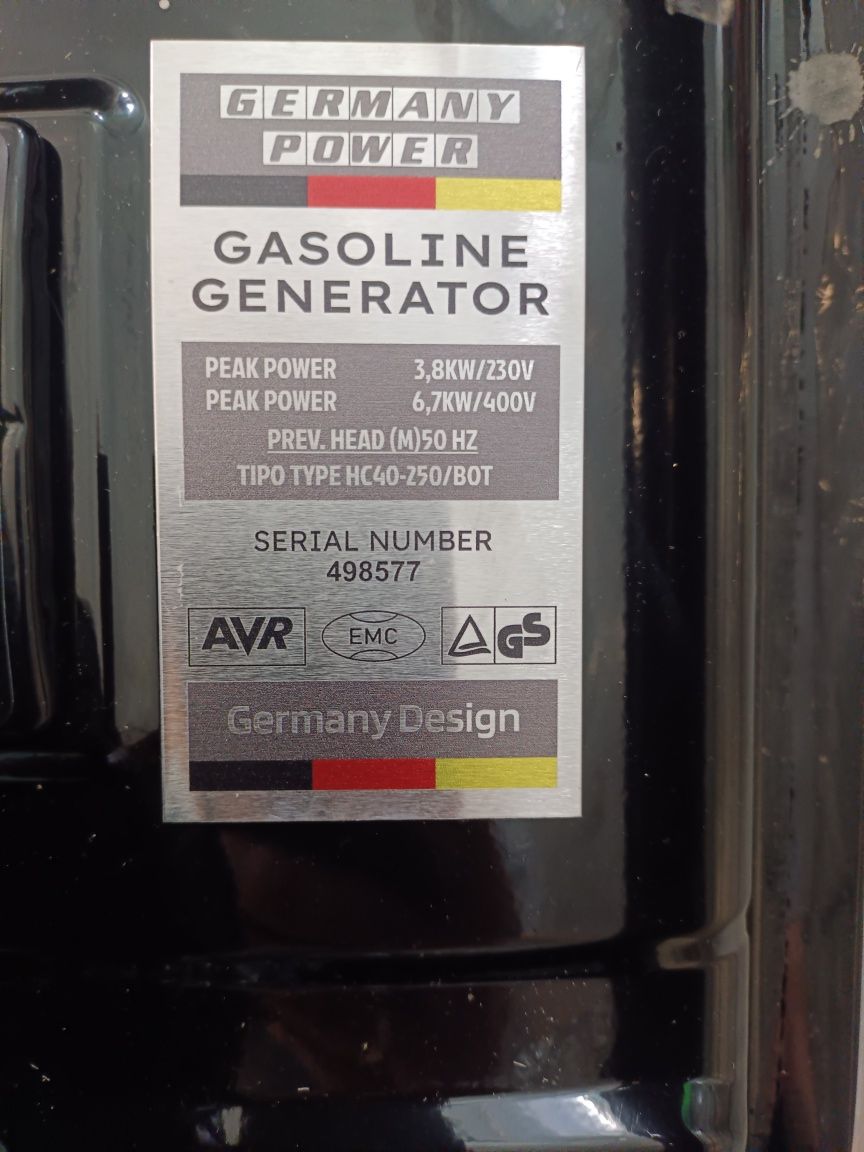 GERMANY
POWER
GASOLINE
GENERATOR
PEAK POWER 3,8KW/230V
PEAK POWER 6,7KW/400V
PREV. HEAD (M)50 HZ
TIPO TYPE HC40-250/BOT
SERIAL NUMBER
498577
AVR EMC GS
Germany Design